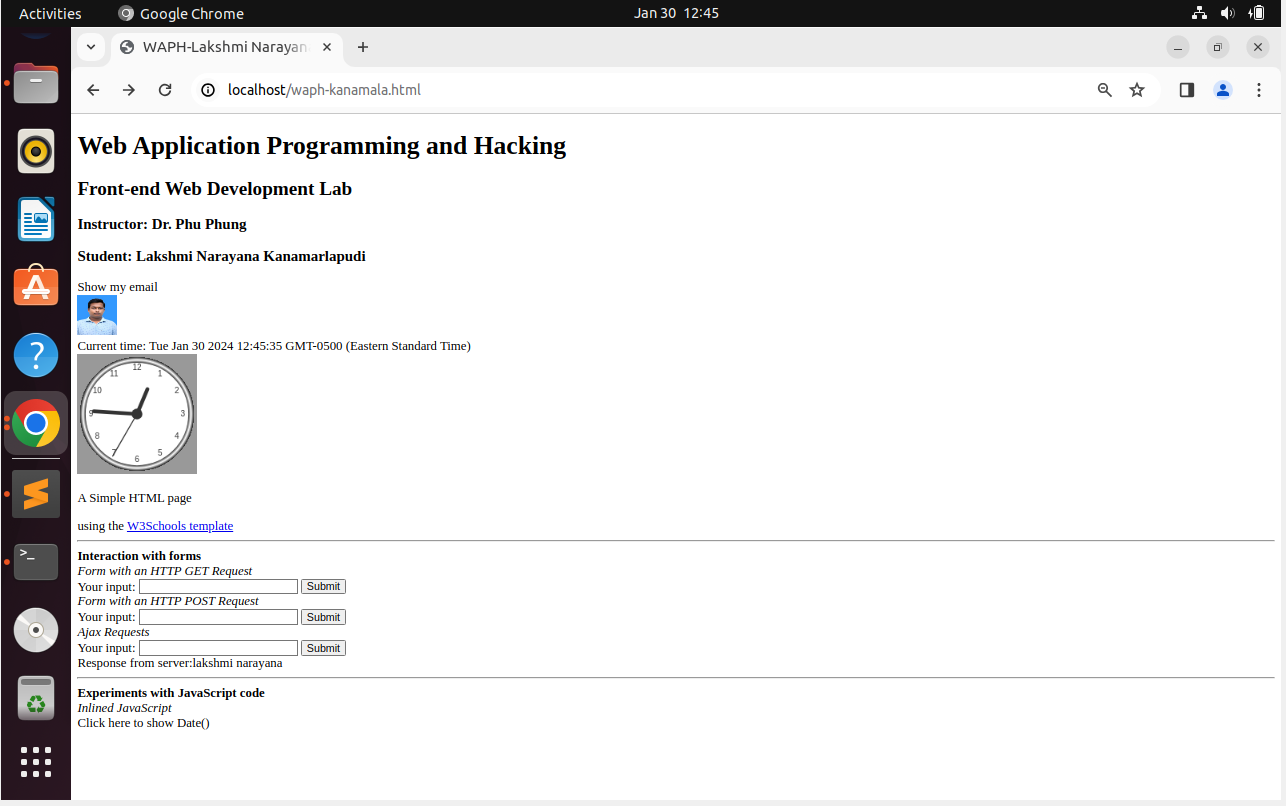 Activities
Google Chrome
Jan 30 12:45
WAPH-Lakshmi Narayan
localhost/waph-kanamala.html
Web Application Programming and Hacking
Front-end Web Development Lab
Instructor: Dr. Phu Phung
Student: Lakshmi Narayana Kanamarlapudi
Show my email
Current time: Tue Jan 30 2024 12:45:35 GMT-0500 (Eastern Standard Time)
12
11 1
10 2
9 3
8 4
7 5
6
A Simple HTML page
using the W3Schools template
Interaction with forms
Form with an HTTP GET Request
Your input: Submit
Form with an HTTP POST Request
Your input: Submit
Ajax Requests
Your input: Submit
Response from server:lakshmi narayana
Experiments with JavaScript code
Inlined JavaScript
Click here to show Date()